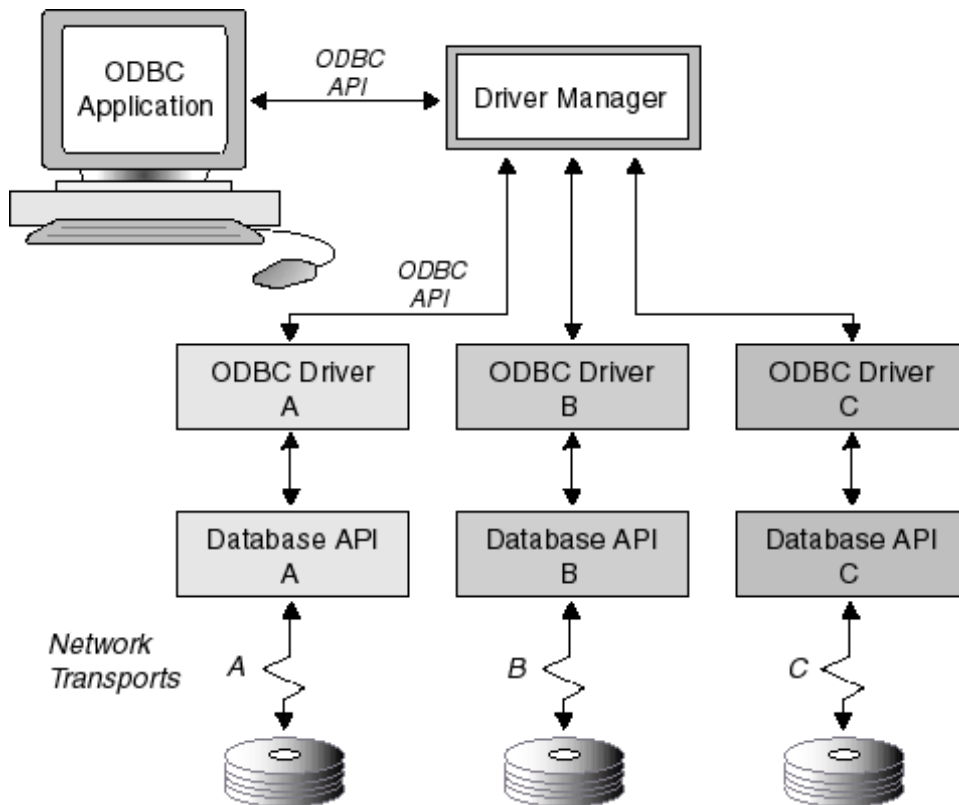 ODBC
Application
ODBC
API
Driver Manager
ODBC
API
ODBC Driver
A
ODBC Driver
B
ODBC Driver
C
Database API
A
Database API
B
Database API
C
Network
Transports
A
B
C